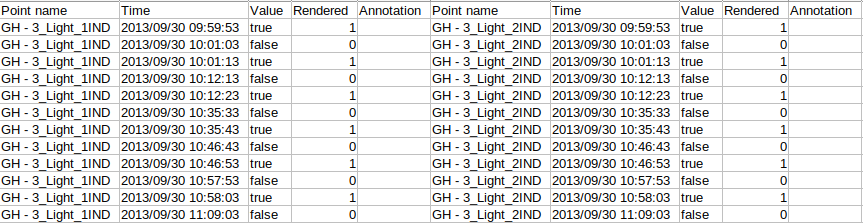 Point name Time Value Rendered Annotation Point name Time Value Rendered Annotation
GH - 3_Light_1IND 2013/09/30 09:59:53 true 1 GH - 3_Light_2IND 2013/09/30 09:59:53 true 1
GH - 3_Light_1IND 2013/09/30 10:01:03 false 0 GH - 3_Light_2IND 2013/09/30 10:01:03 false 0
GH - 3_Light_1IND 2013/09/30 10:01:13 true 1 GH - 3_Light_2IND 2013/09/30 10:01:13 true 1
GH - 3_Light_1IND 2013/09/30 10:12:13 false 0 GH - 3_Light_2IND 2013/09/30 10:12:13 false 0
GH - 3_Light_1IND 2013/09/30 10:12:23 true 1 GH - 3_Light_2IND 2013/09/30 10:12:23 true 1
GH - 3_Light_1IND 2013/09/30 10:35:33 false 0 GH - 3_Light_2IND 2013/09/30 10:35:33 false 0
GH - 3_Light_1IND 2013/09/30 10:35:43 true 1 GH - 3_Light_2IND 2013/09/30 10:35:43 true 1
GH - 3_Light_1IND 2013/09/30 10:46:43 false 0 GH - 3_Light_2IND 2013/09/30 10:46:43 false 0
GH - 3_Light_1IND 2013/09/30 10:46:53 true 1 GH - 3_Light_2IND 2013/09/30 10:46:53 true 1
GH - 3_Light_1IND 2013/09/30 10:57:53 false 0 GH - 3_Light_2IND 2013/09/30 10:57:53 false 0
GH - 3_Light_1IND 2013/09/30 10:58:03 true 1 GH - 3_Light_2IND 2013/09/30 10:58:03 true 1
GH - 3_Light_1IND 2013/09/30 11:09:03 false 0 GH - 3_Light_2IND 2013/09/30 11:09:03 false 0